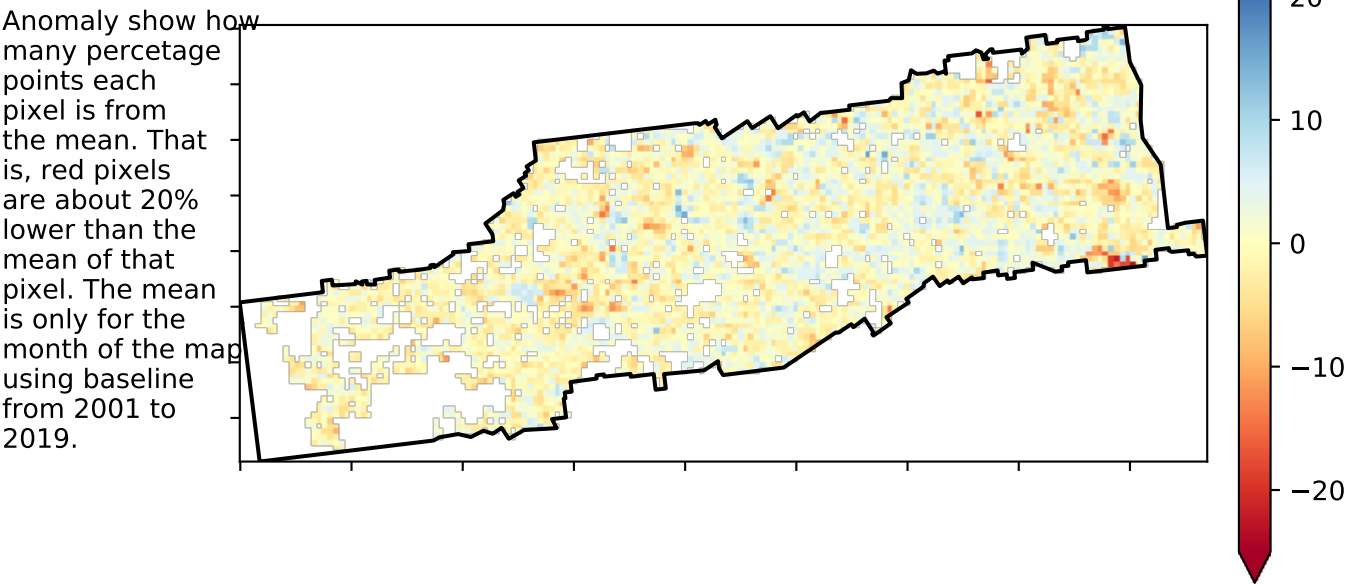 Anomaly show how
many percetage
points each
pixel is from
the mean. That
is, red pixels
are about 20%
lower than the
mean of that
pixel. The mean
is only for the
month of the map
using baseline
from 2001 to
2019.
20
10
0
−10
−20